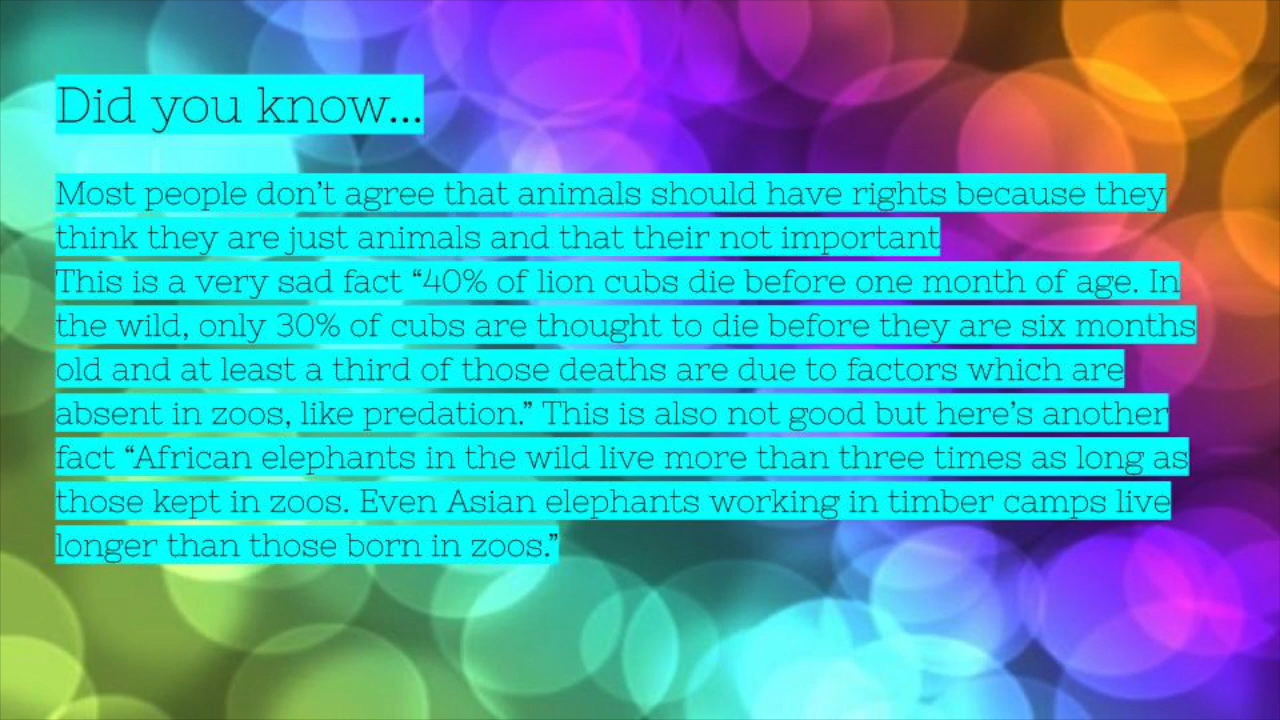 Did you know...
Most people don’t agree that animals should have rights because they
think they are just animals and that their not important
This is a very sad fact “40% of lion cubs die before one month of age. In
the wild, only 30% of cubs are thought to die before they are six months
old and at least a third of those deaths are due to factors which are
absent in zoos, like predation.” This is also not good but here’s another
fact “African elephants in the wild live more than three times as long as
those kept in zoos. Even Asian elephants working in timber camps live
longer than those born in zoos.”